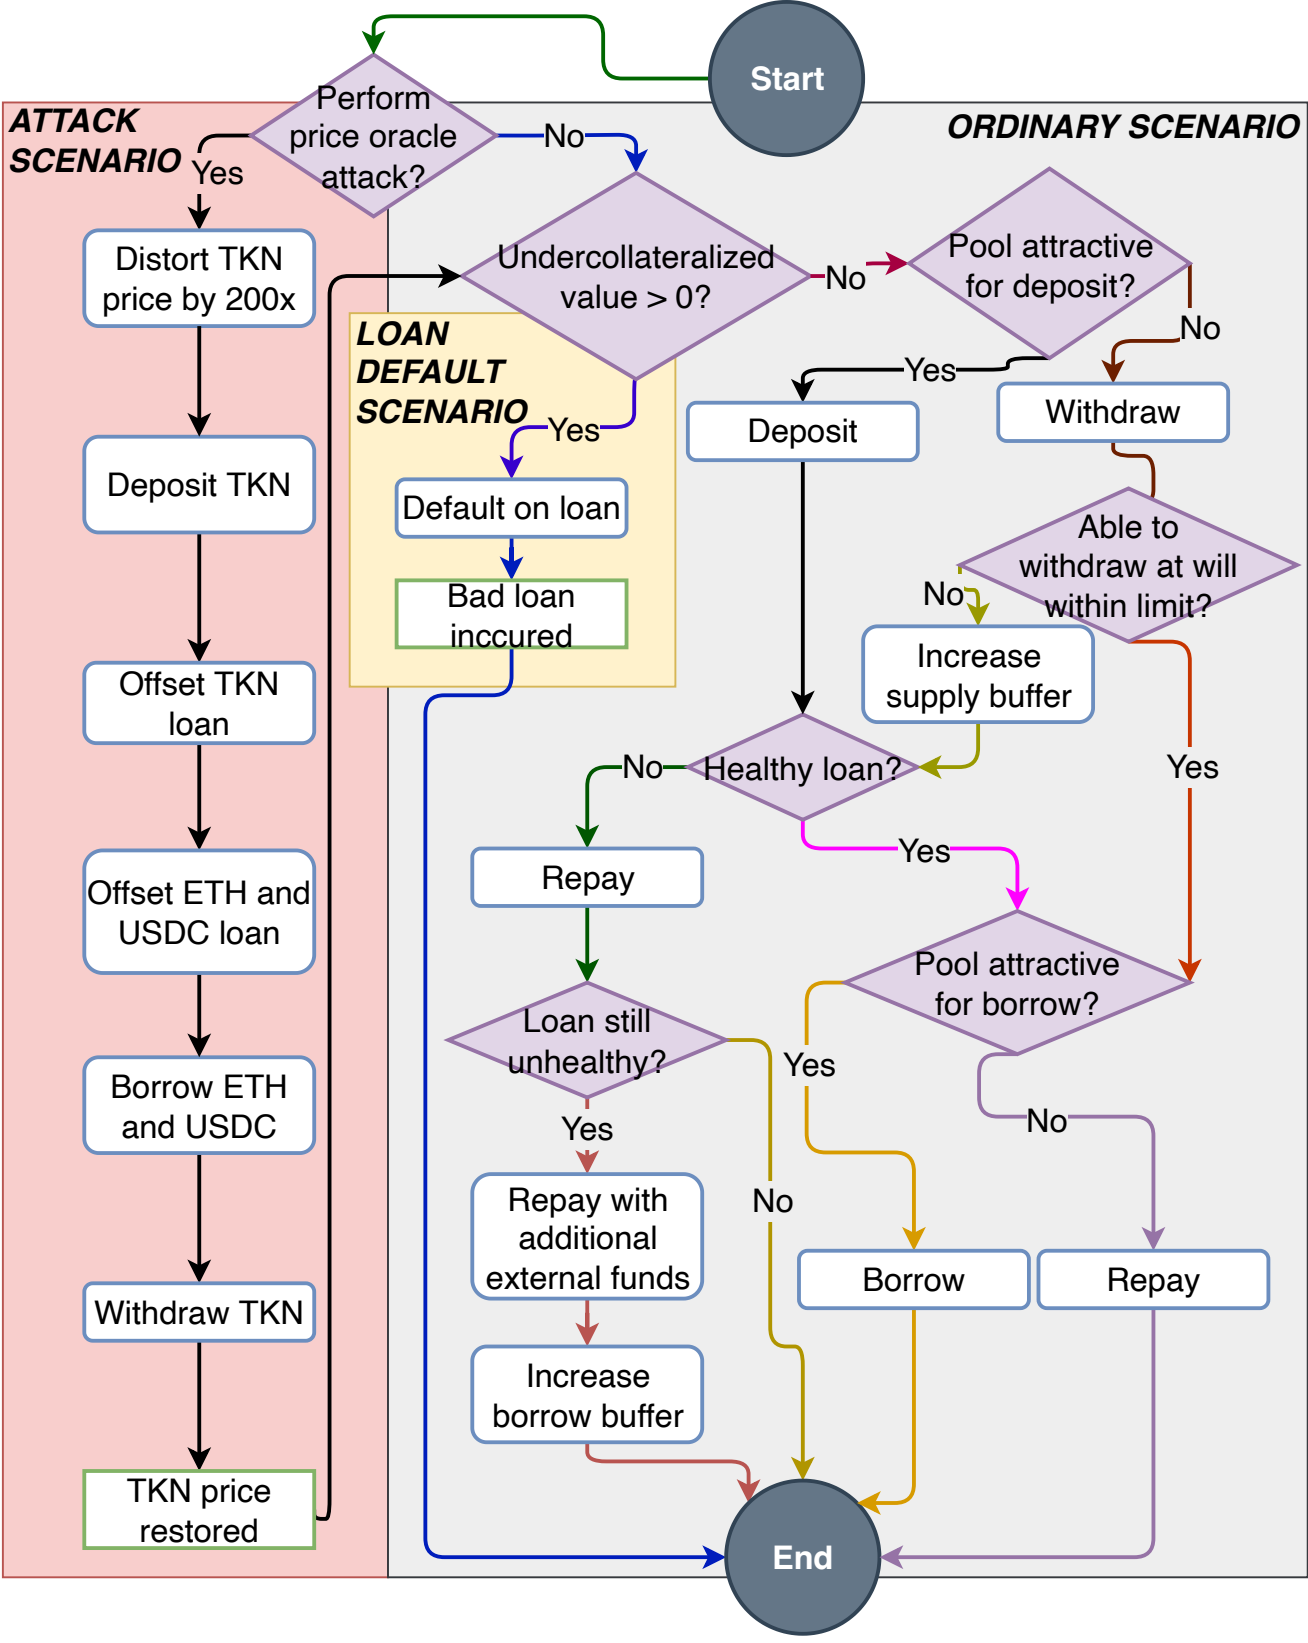 Start
Perform
price oracle
attack?
ATTACK
SCENARIO
ORDINARY SCENARIO
Yes
No
Distort TKN
price by 200x
Undercollateralized
value > 0?
No
Pool attractive
for deposit?
No
LOAN
DEFAULT
SCENARIO
Yes
Yes
Deposit
Withdraw
Deposit TKN
Default on loan
Able to
withdraw at will
within limit?
No
Bad loan
inccured
Increase
supply buffer
Offset TKN
loan
No
Healthy loan?
Yes
Yes
Repay
Offset ETH and
USDC loan
Pool attractive
for borrow?
Loan still
unhealthy?
Yes
Borrow ETH
and USDC
Yes
No
No
Repay with
additional
external funds
Borrow
Repay
Withdraw TKN
Increase
borrow buffer
TKN price
restored
End